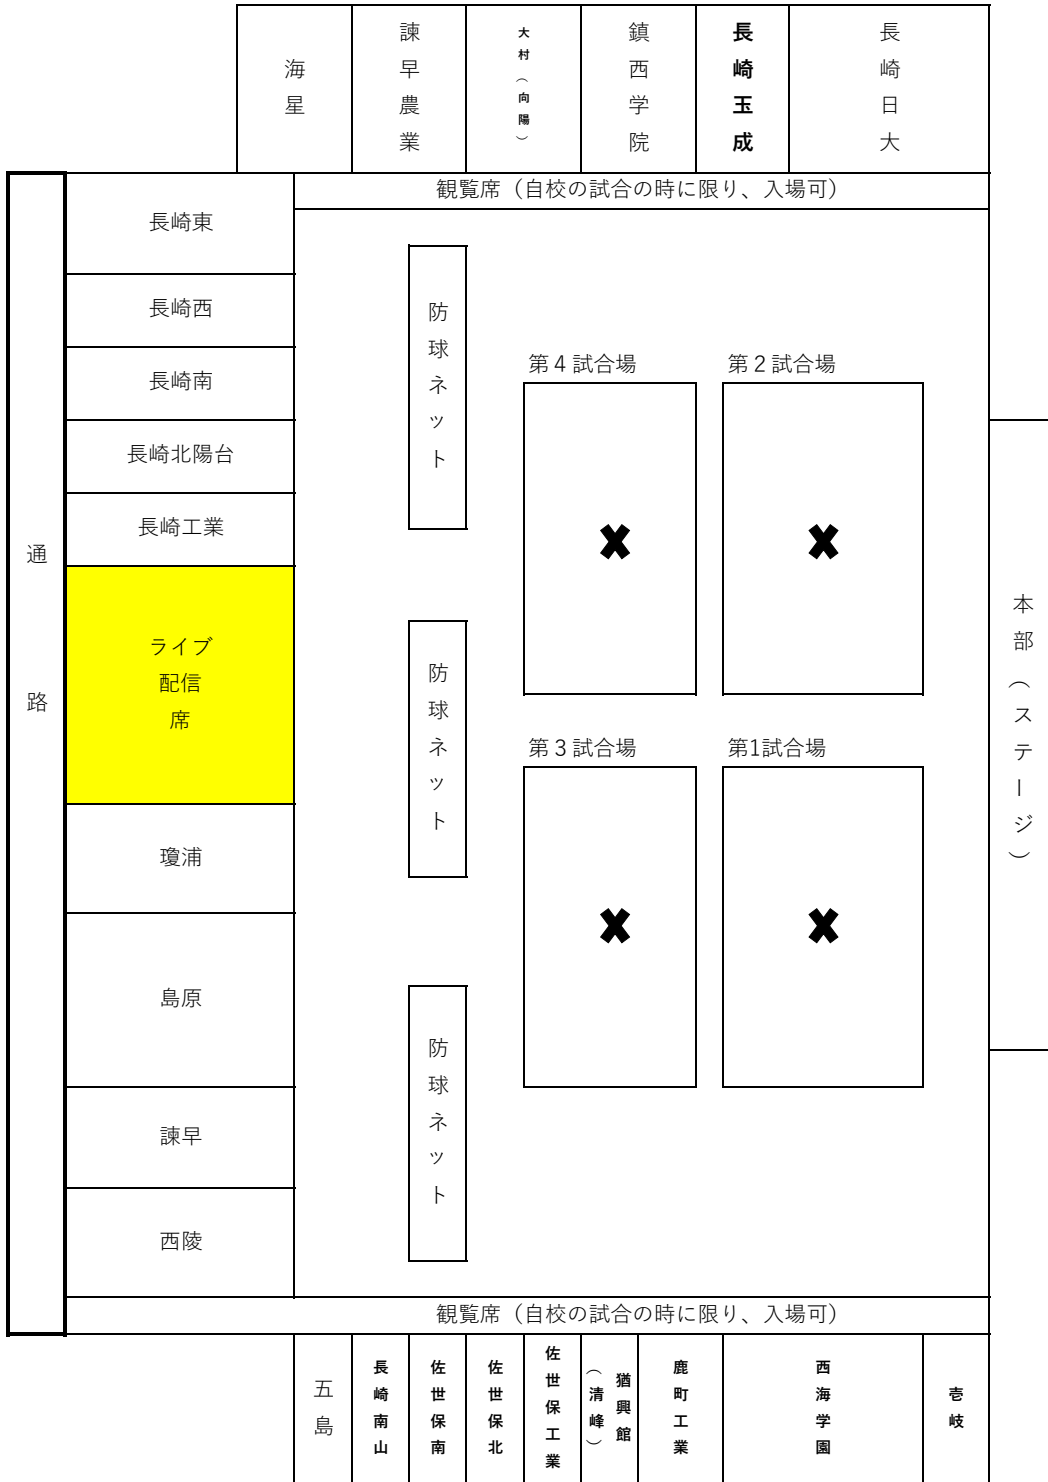 海星
諫早農業
大村（向陽）
鎮西学院
長崎玉成
長崎日大
観覧席（自校の試合の時に限り、入場可）
長崎東
長崎西
長崎南
長崎北陽台
長崎工業
ライブ
配信
席
瓊浦
島原
諫早
西陵
通路
防球ネット
防球ネット
防球ネット
第４試合場
第２試合場
第３試合場
第1試合場
本部（ステージ）
観覧席（自校の試合の時に限り、入場可）
五島
長崎南山
佐世保南
佐世保北
佐世保工業
猶興館
（清峰）
鹿町工業
西海学園
壱岐